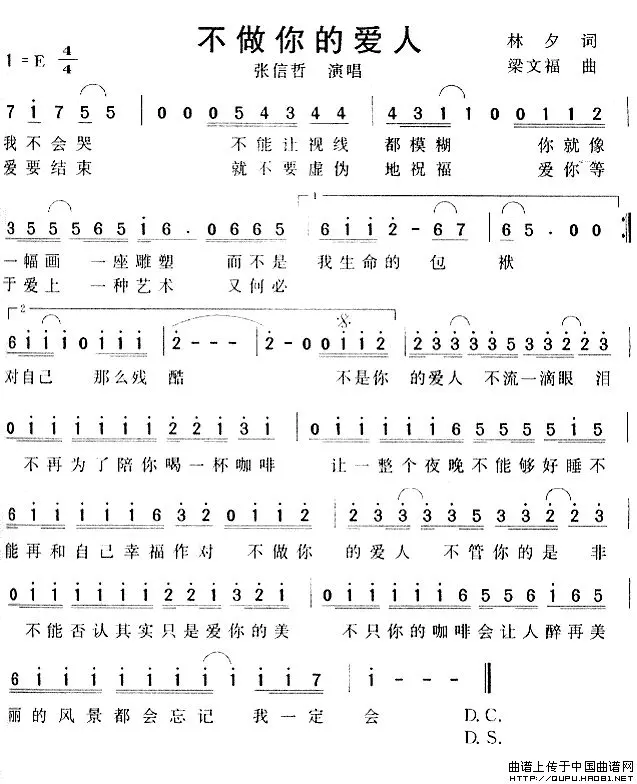 不做你的爱人
1=E 4/4
林夕 词
张信哲 演唱
梁文福 曲
7 1 7 5 5 | 0 0 0 5 4 3 4 4 | 4 3 1 1 0 0 1 1 2
我不会哭 不能让视线 都模糊 你就像
爱要结束 就不要虚伪 地祝福 爱你等
1
3 5 5 5 5 6 5 1 6 · 0 6 6 5 | 6 1 1 2 - 6 7 | 6 5 · 0 0 :||
一幅画 一座雕塑 而不是 我生命的 包 袱
于爱上 一种艺术 又何必
2
6 1 1 1 0 1 1 1 | 2 - - - | 2 - 0 0 1 1 2 | 2 3 3 3 3 3 5 3 3 2 2 3
对自己 那么残 酷 不是你 的爱人 不流一滴眼 泪
0 1 1 1 1 1 1 1 2 2 1 3 1 | 0 1 1 1 1 1 1 6 5 5 5 5 1 5
不再为了陪你喝一杯咖啡 让一整个夜晚不能够好睡不
6 1 1 1 1 1 6 3 2 0 1 1 2 | 2 3 3 3 3 3 5 3 3 2 2 3
能再和自己幸福作对 不做你 的爱人 不管你的是 非
0 1 1 1 1 1 1 1 2 2 1 3 2 1 | 0 1 1 1 1 1 1 6 5 5 6 1 6 5
不能否认其实只是爱你的美 不只你的咖啡会让人醉再美
6 1 1 1 1 1 1 1 1 1 1 1 7 | 1 - - - ||
丽的风景都会忘记 我一定 会 D.C.
D.S.
曲谱上传于中国曲谱网
HTTP://QUPU.HAO81.NET